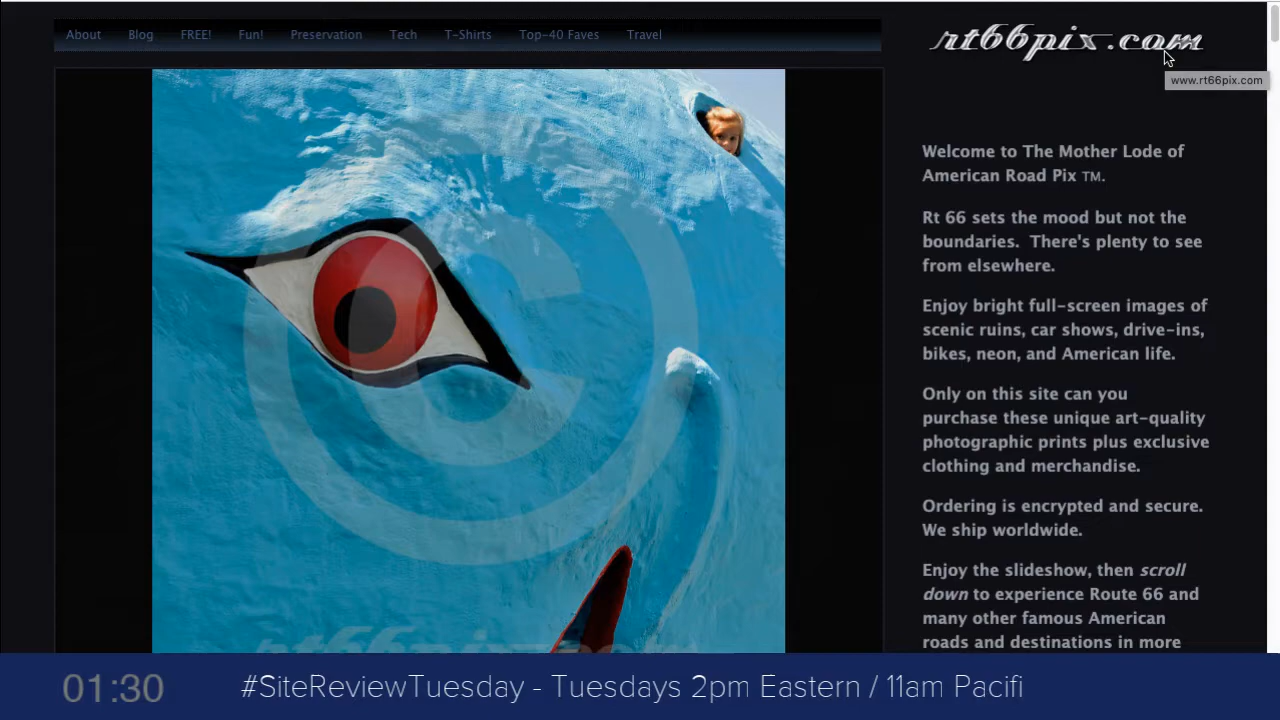 About Blog FREE! Fun! Preservation Tech T-Shirts Top-40 Faves Travel
rt66pix.com
www.rt66pix.com
Welcome to The Mother Lode of
American Road Pix TM.
Rt 66 sets the mood but not the
boundaries. There's plenty to see
from elsewhere.
Enjoy bright full-screen images of
scenic ruins, car shows, drive-ins,
bikes, neon, and American life.
Only on this site can you
purchase these unique art-quality
photographic prints plus exclusive
clothing and merchandise.
Ordering is encrypted and secure.
We ship worldwide.
Enjoy the slideshow, then scroll
down to experience Route 66 and
many other famous American
roads and destinations in more
©
rt66pix.com
01:30 #SiteReviewTuesday - Tuesdays 2pm Eastern / 11am Pacifi